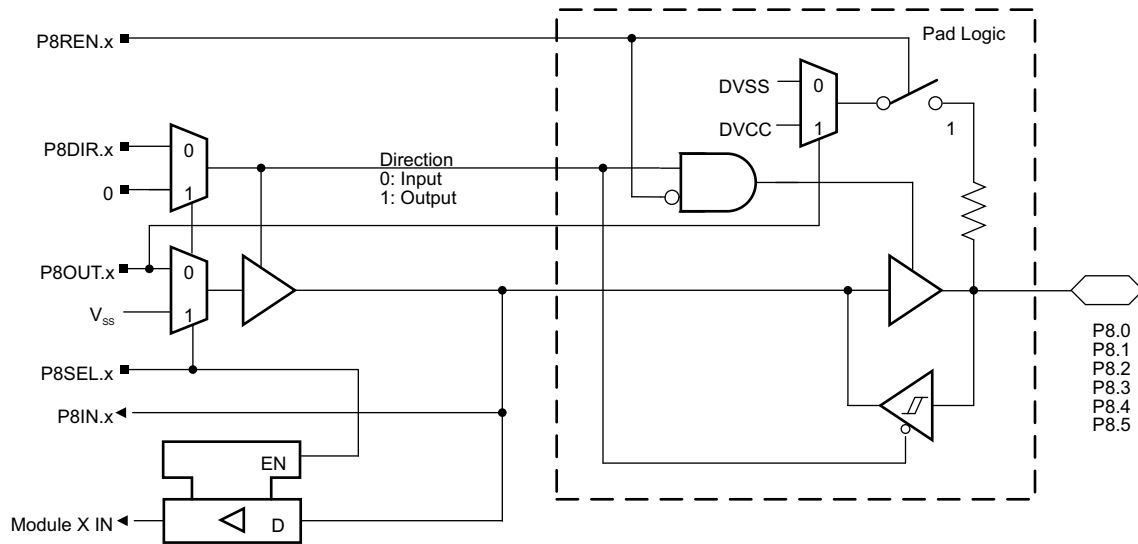 P8REN.x
Pad Logic
DVSS
0
DVCC
1
1
P8DIR.x
0
0
1
Direction
0: Input
1: Output
P8OUT.x
0
VSS
1
P8SEL.x
P8IN.x
EN
D
Module X IN
P8.0
P8.1
P8.2
P8.3
P8.4
P8.5